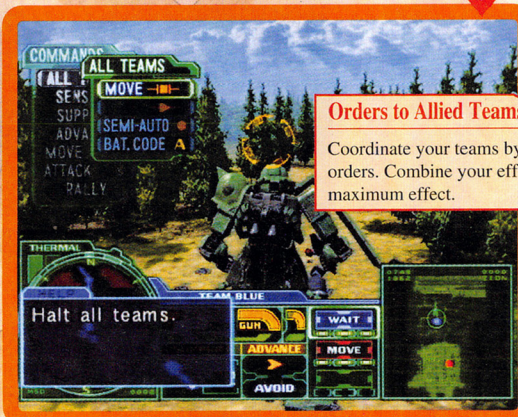 COMMANDS
ALL TEAMS
ALL
MOVE
SENS
SUPP
SEMI-AUTO
ADVA
BAT. CODE A
MOVE
ATTACK
RALLY
Orders to Allied Teams
Coordinate your teams by
orders. Combine your eff
maximum effect.
THERMAL
N
HELP
TEAM BLUE
Halt all teams.
GUN
WAIT
ADVANCE
MOVE
AVOID
S